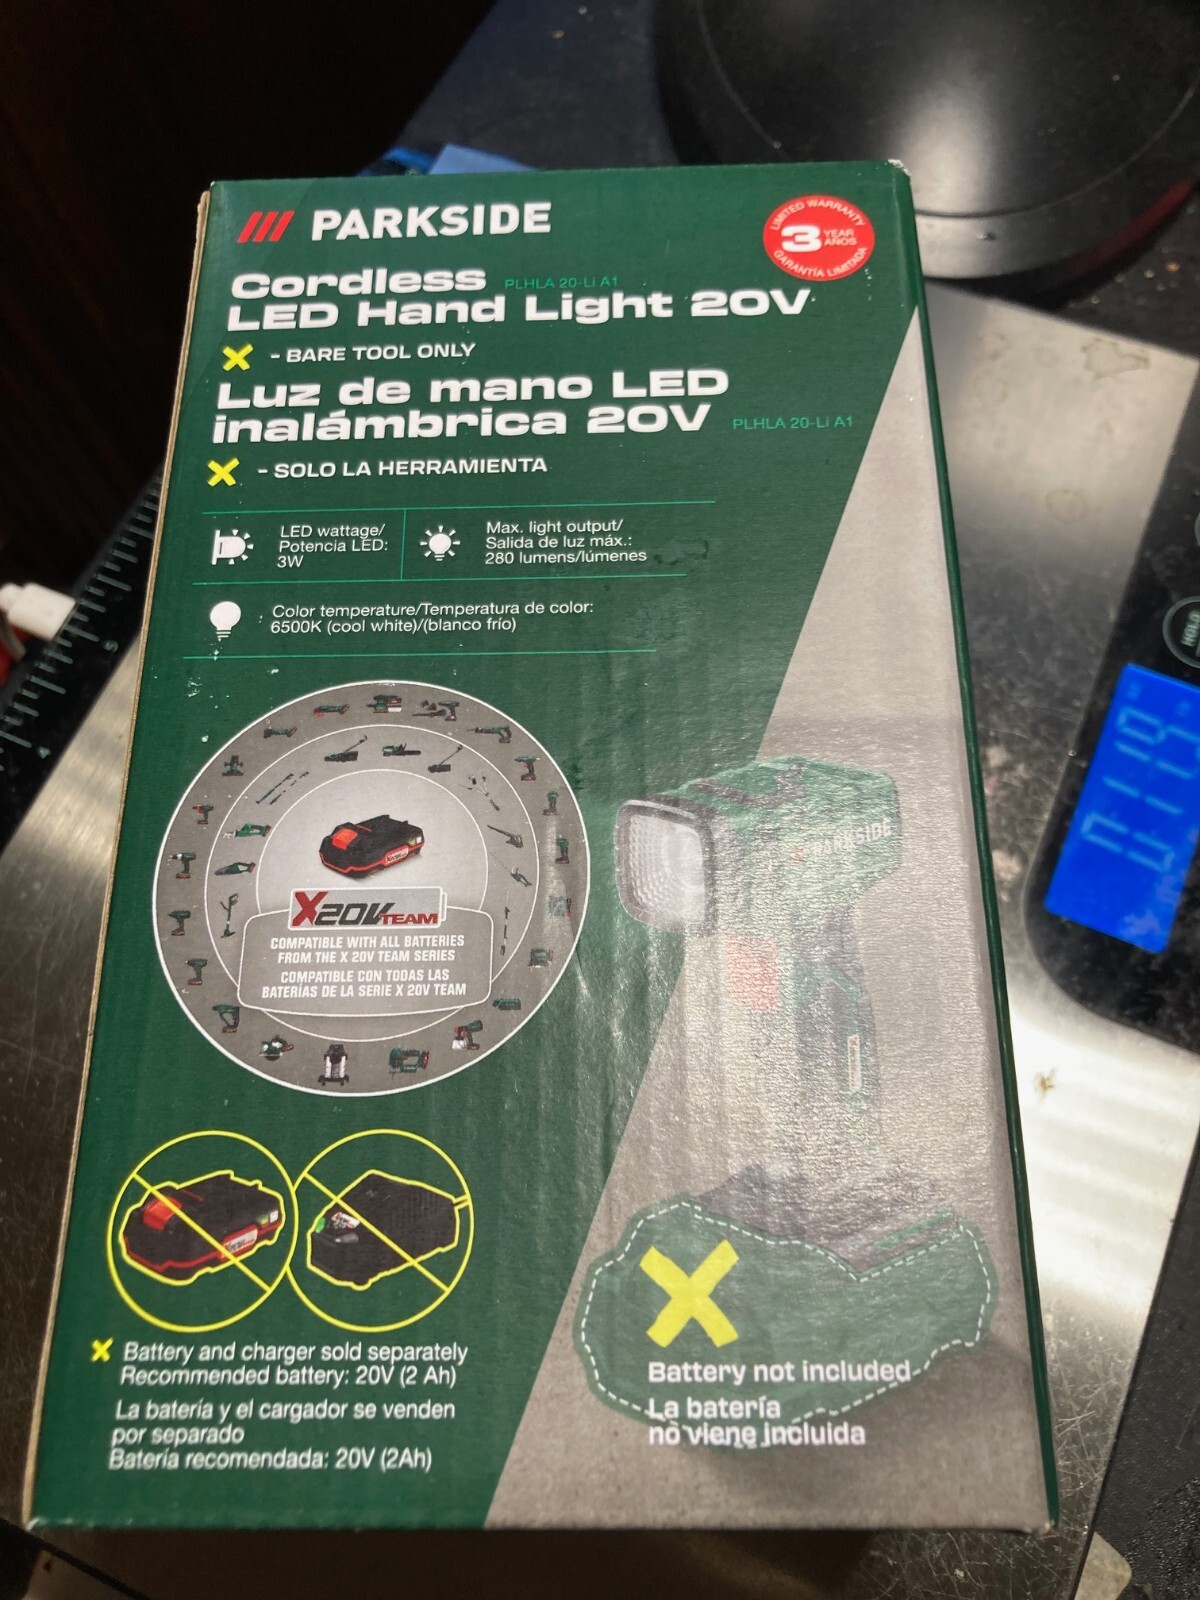 PARKSIDE
LIMITED WARRANTY
3 YEAR
AÑOS
GARANTÍA LIMITADA
Cordless PLHLA 20-Li A1
LED Hand Light 20V
- BARE TOOL ONLY
Luz de mano LED
inalámbrica 20V PLHLA 20-Li A1
- SOLO LA HERRAMIENTA
LED wattage/
Potencia LED:
3W
Max. light output/
Salida de luz máx.:
280 lumens/lúmenes
Color temperature/Temperatura de color:
6500K (cool white)/(blanco frío)
X20VTEAM
COMPATIBLE WITH ALL BATTERIES
FROM THE X 20V TEAM SERIES
COMPATIBLE CON TODAS LAS
BATERÍAS DE LA SERIE X 20V TEAM
PARKSIDE
Battery and charger sold separately
Recommended battery: 20V (2 Ah)
La batería y el cargador se venden
por separado
Batería recomendada: 20V (2Ah)
Battery not included
La batería
no viene incluida
HOLD
5
4